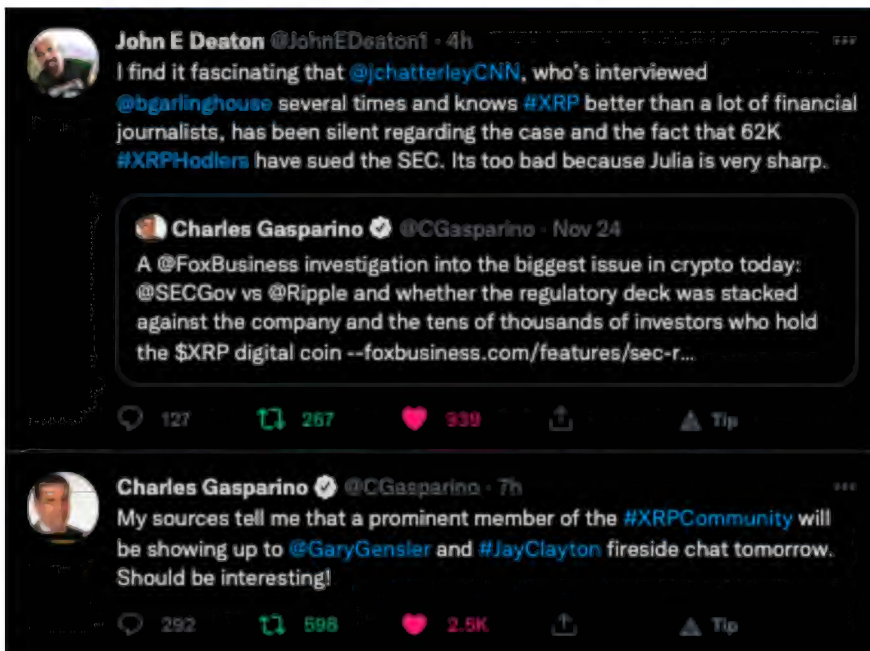 John E Deaton @JohnEDeaton1 · 4h
I find it fascinating that @jchatterleyCNN, who's interviewed
@bgarlinghouse several times and knows #XRP better than a lot of financial
journalists, has been silent regarding the case and the fact that 62K
#XRPHodlers have sued the SEC. Its too bad because Julia is very sharp.
Charles Gasparino @CGasparino · Nov 24
A @FoxBusiness investigation into the biggest issue in crypto today:
@SECGov vs @Ripple and whether the regulatory deck was stacked
against the company and the tens of thousands of investors who hold
the $XRP digital coin --foxbusiness.com/features/sec-r...
127 267 939 Tip
Charles Gasparino @CGasparino · 7h
My sources tell me that a prominent member of the #XRPCommunity will
be showing up to @GaryGensler and #JayClayton fireside chat tomorrow.
Should be interesting!
292 598 2.5K Tip